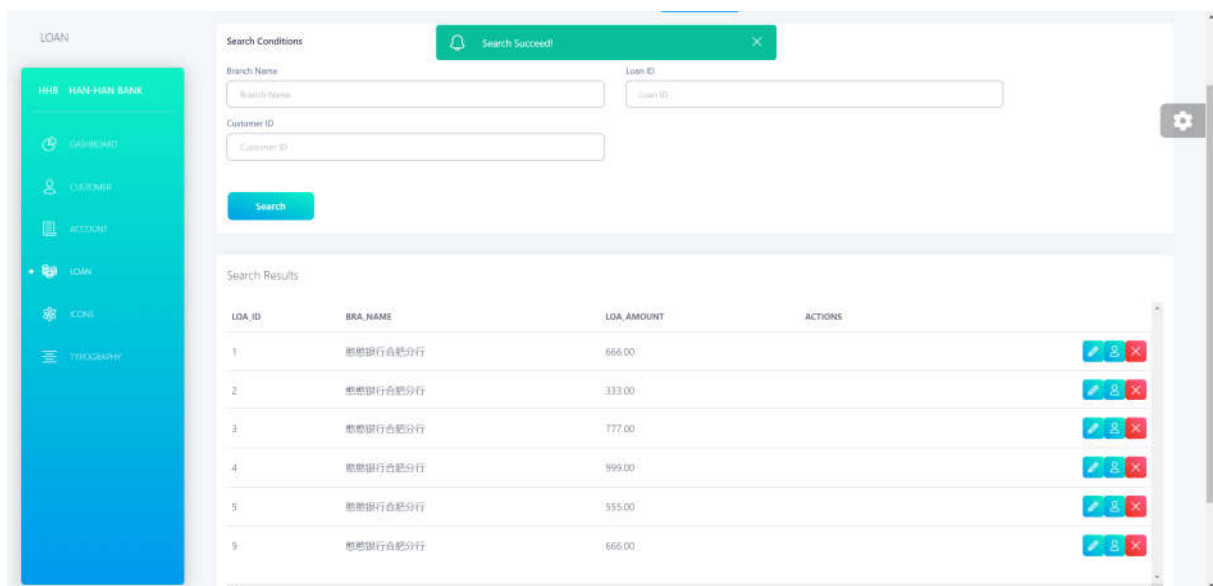 LOAN
HHB HAN-HAN BANK
DASHBOARD
CUSTOMER
ACCOUNT
LOAN
ICONS
TYPOGRAPHY
Search Conditions
Search Succeed!
Branch Name
Loan ID
Branch Name
Loan ID
Customer ID
Customer ID
Search
Search Results
LOA_ID BRA_NAME LOA_AMOUNT ACTIONS
1 憨憨银行合肥分行 666.00
2 憨憨银行合肥分行 333.00
3 憨憨银行合肥分行 777.00
4 憨憨银行合肥分行 999.00
5 憨憨银行合肥分行 555.00
9 憨憨银行合肥分行 666.00